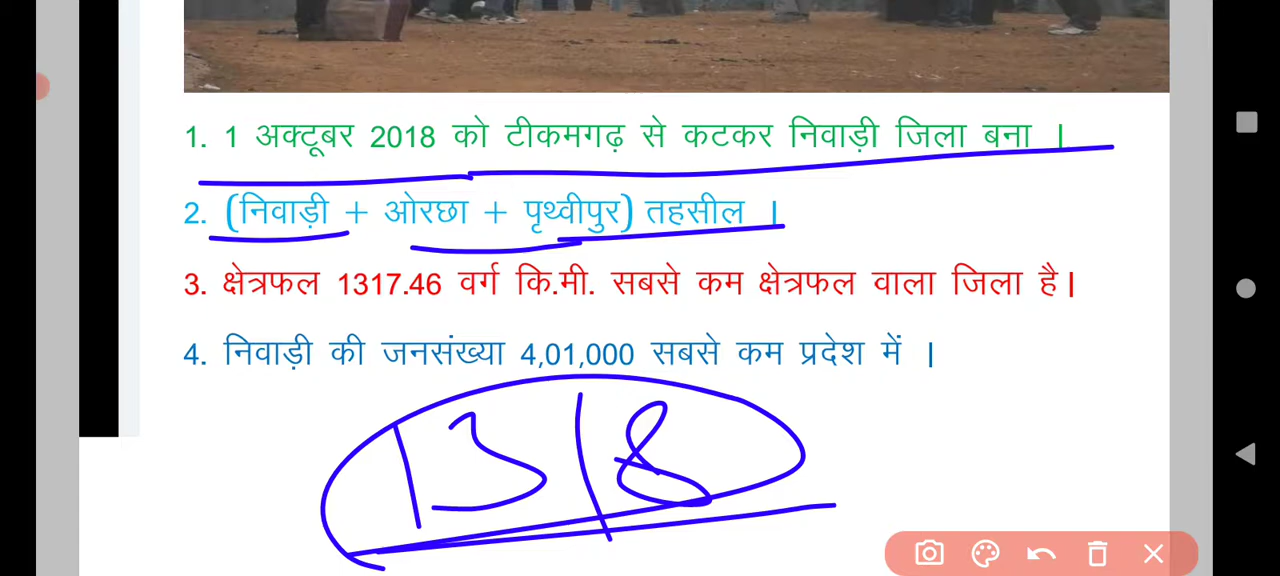 1. 1 अक्टूबर 2018 को टीकमगढ़ से कटकर निवाड़ी जिला बना |
2. (निवाड़ी + ओरछा + पृथ्वीपुर) तहसील |
3. क्षेत्रफल 1317.46 वर्ग कि.मी. सबसे कम क्षेत्रफल वाला जिला है|
4. निवाड़ी की जनसंख्या 4,01,000 सबसे कम प्रदेश में |
1318